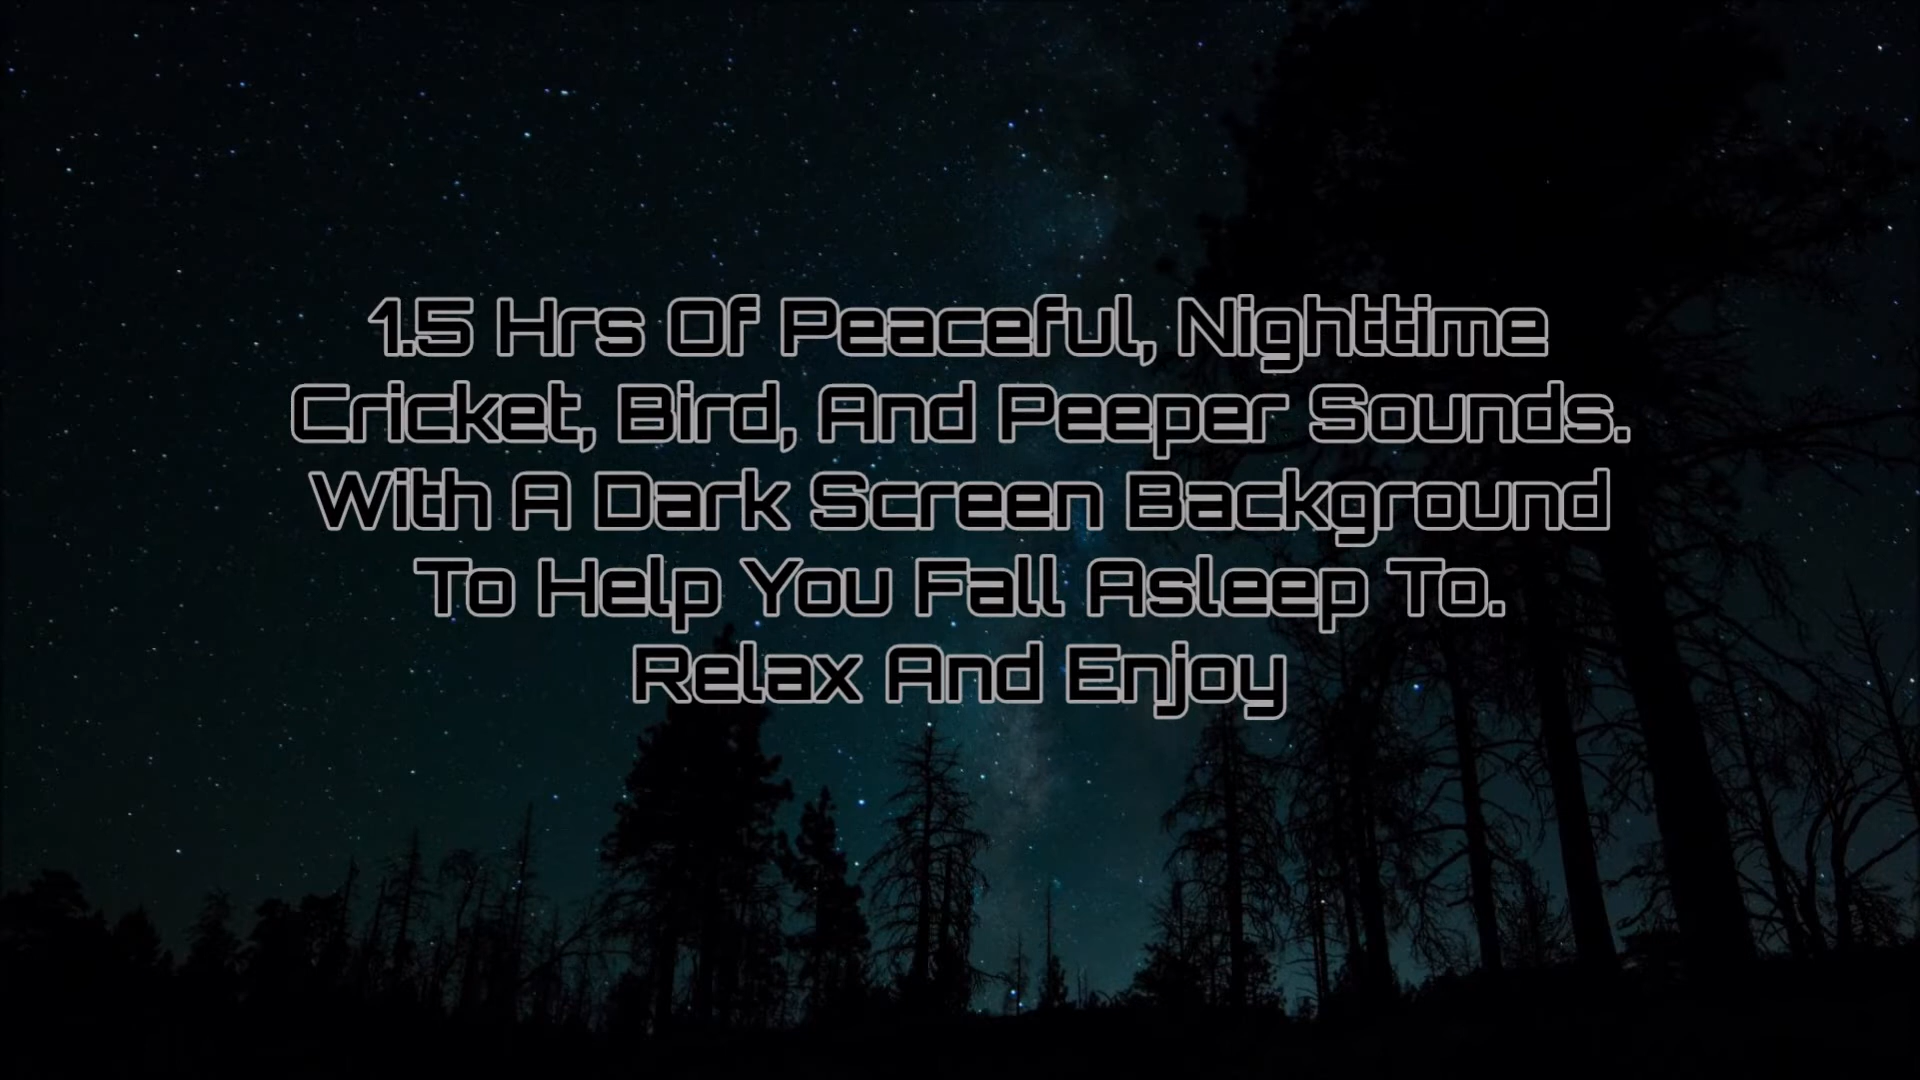 1.5 Hrs Of Peaceful, Nighttime
Cricket, Bird, And Peeper Sounds.
With A Dark Screen Background
To Help You Fall Asleep To.
Relax And Enjoy